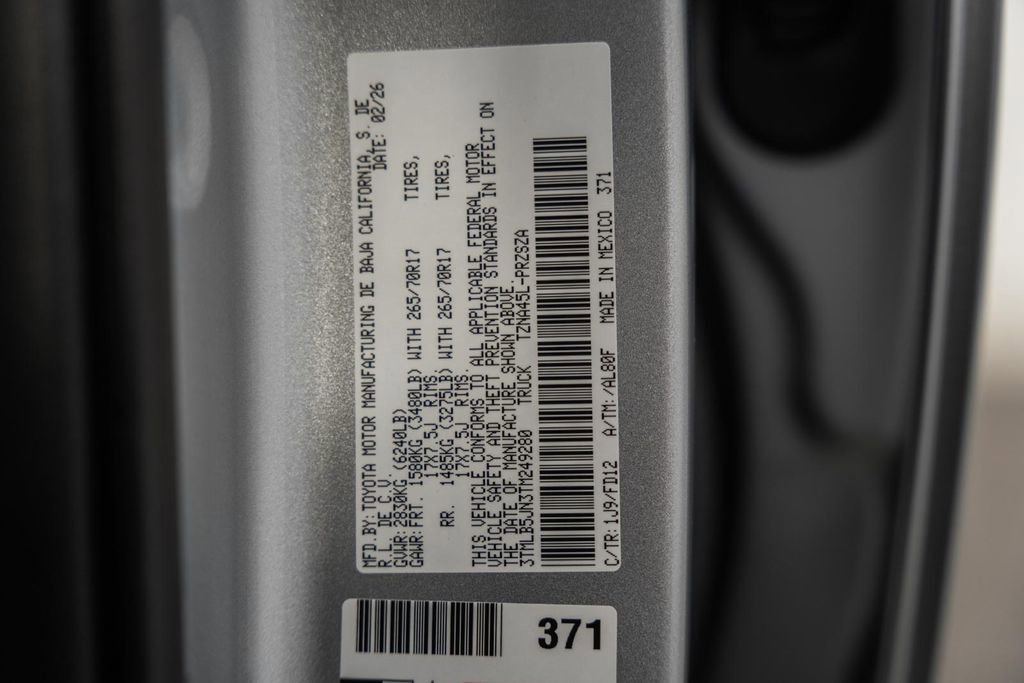 MFD.BY:TOYOTA MOTOR MANUFACTURING DE BAJA CALIFORNIA, S. DE
R.L. DE C.V. DATE: 02/26
GVWR:2830KG (6240LB)
GAWR:FRT. 1580KG (3480LB) WITH 265/70R17 TIRES,
17X7.5J RIMS.
RR. 1485KG (3275LB) WITH 265/70R17 TIRES,
17X7.5J RIMS.
THIS VEHICLE CONFORMS TO ALL APPLICABLE FEDERAL MOTOR
VEHICLE SAFETY AND THEFT PREVENTION STANDARDS IN EFFECT ON
THE DATE OF MANUFACTURE SHOWN ABOVE.
3TMLB5JN3TM249280 TRUCK TZNA45L-PRZSZA
C/TR:1J9/FD12 A/TM:/AL80F MADE IN MEXICO 371
371